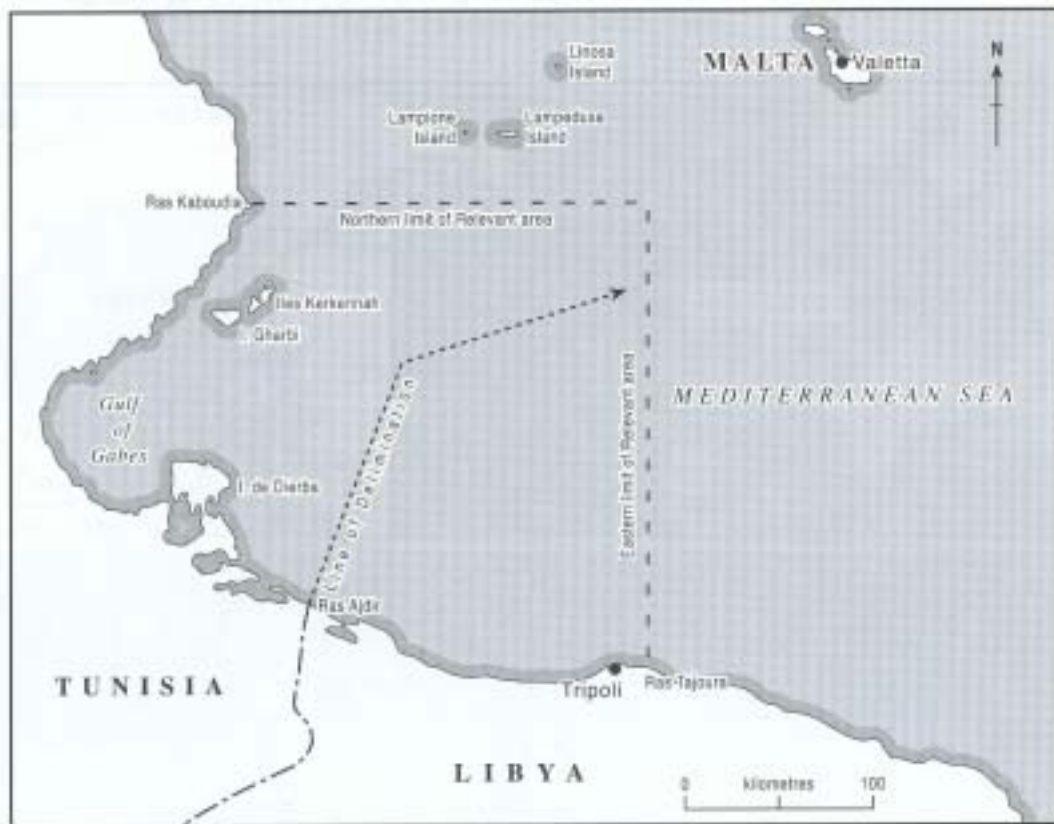 Linosa
Island
MALTA
Valetta
N
Lampione
Island
Lampedusa
Island
Ras Kaboudia
Northern limit of Relevant area
Iles Kerkennah
Gharbi
Gulf
of
Gabes
Line of Delimination
Eastern limit of Relevant area
MEDITERRANEAN SEA
I. de Djerba
Ras Ajdir
TUNISIA
Tripoli
Ras-Tajoura
LIBYA
0 kilometres 100